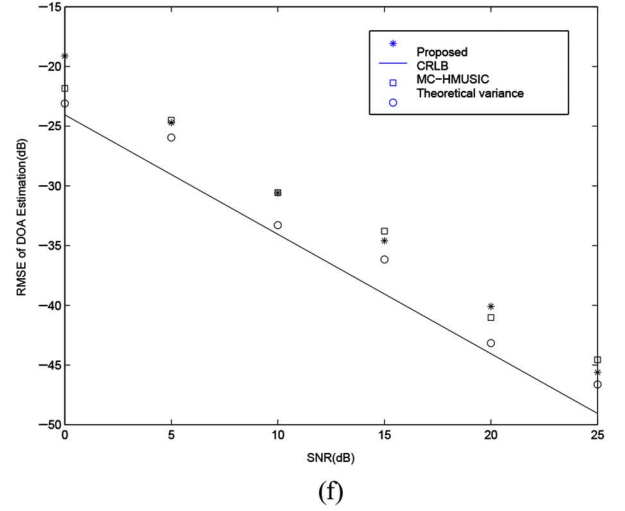 −15
−20
−25
−30
−35
−40
−45
−50
RMSE of DOA Estimation(dB)
Proposed
CRLB
MC−HMUSIC
Theoretical variance
0
5
10
15
20
25
SNR(dB)
(f)